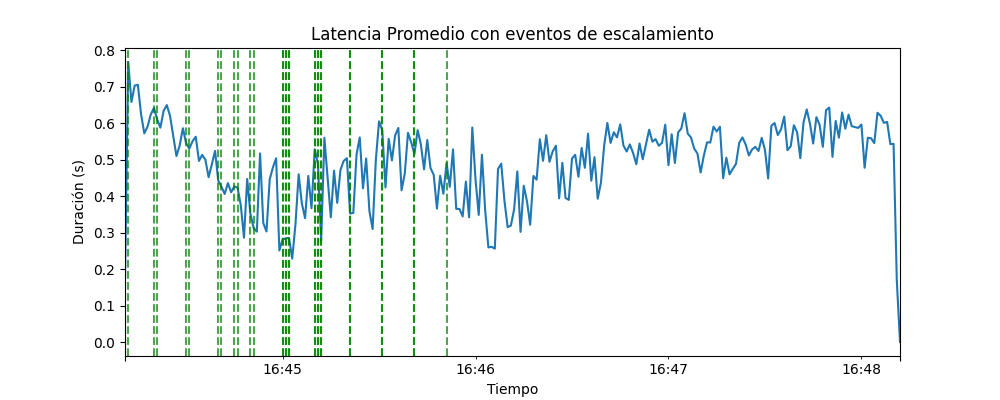 Latencia Promedio con eventos de escalamiento
Duración (s)
0.8
0.7
0.6
0.5
0.4
0.3
0.2
0.1
0.0
16:45 16:46 16:47 16:48
Tiempo